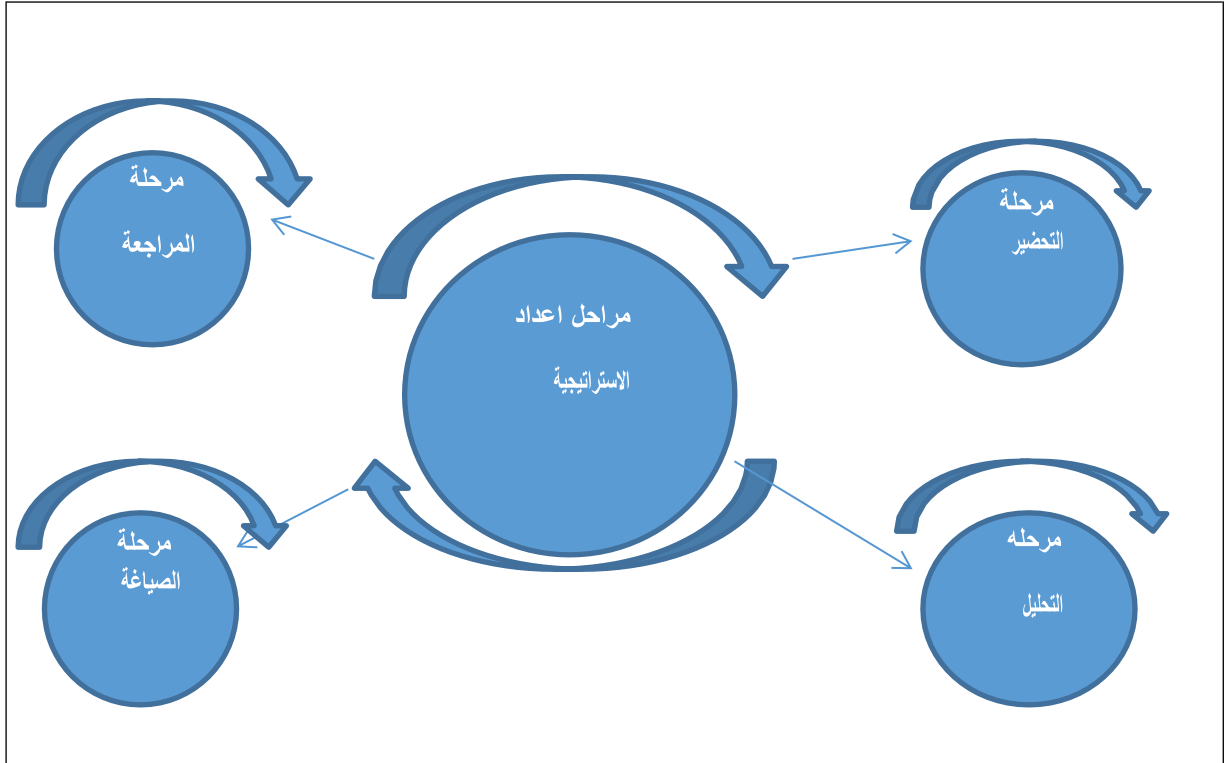 مراحل اعداد
الاستراتيجية
مرحلة
التحضير
مرحله
التحليل
مرحلة
الصياغة
مرحلة
المراجعة